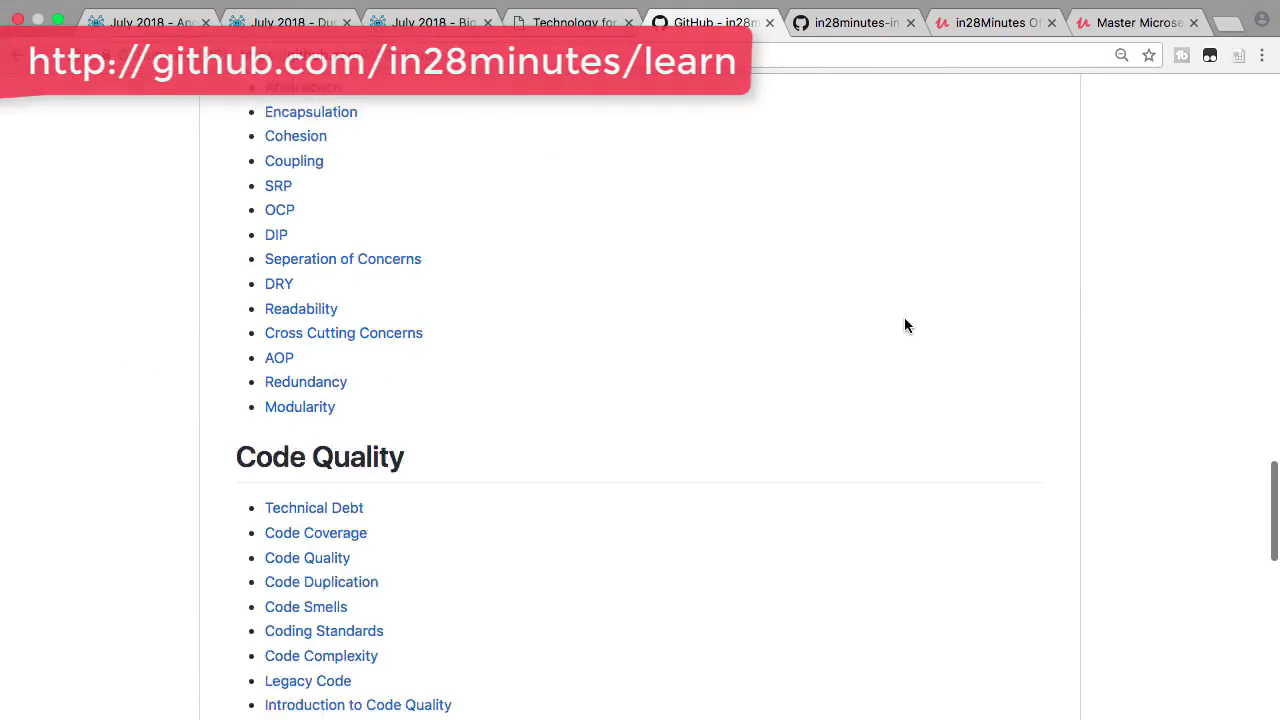 July 2018 - An
July 2018 - Du
July 2018 - Big
Technology for
GitHub - in28m
in28minutes-in
in28Minutes Of
Master Microse
http://github.com/in28minutes/learn
Encapsulation
Cohesion
Coupling
SRP
OCP
DIP
Seperation of Concerns
DRY
Readability
Cross Cutting Concerns
AOP
Redundancy
Modularity
Code Quality
Technical Debt
Code Coverage
Code Quality
Code Duplication
Code Smells
Coding Standards
Code Complexity
Legacy Code
Introduction to Code Quality